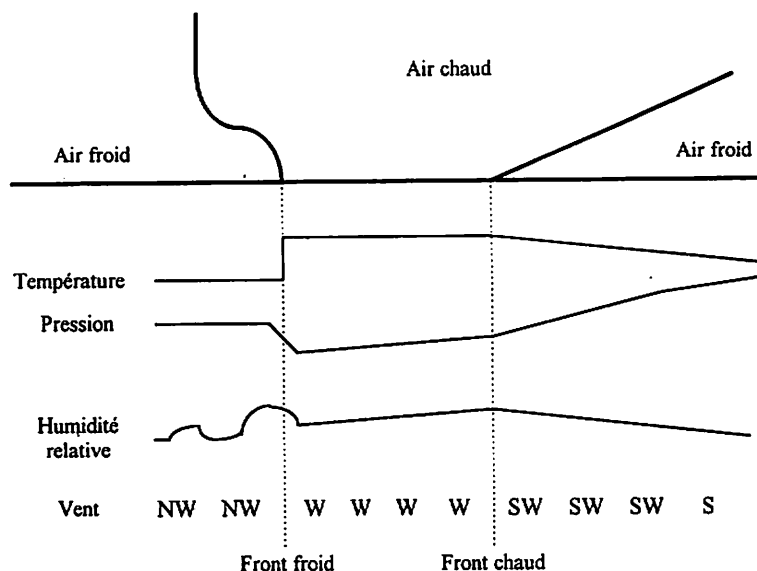 Air chaud
Air froid
Air froid
Température
Pression
Humidité
relative
Vent NW NW W W W W SW SW SW S
Front froid Front chaud